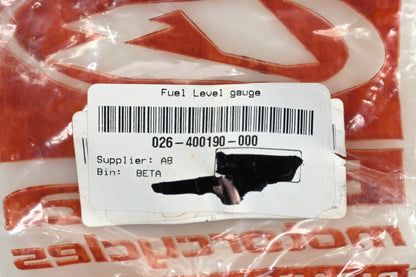 Fuel Level gauge
026-400190-000
Supplier: AB
Bin: BETA
motorcycles